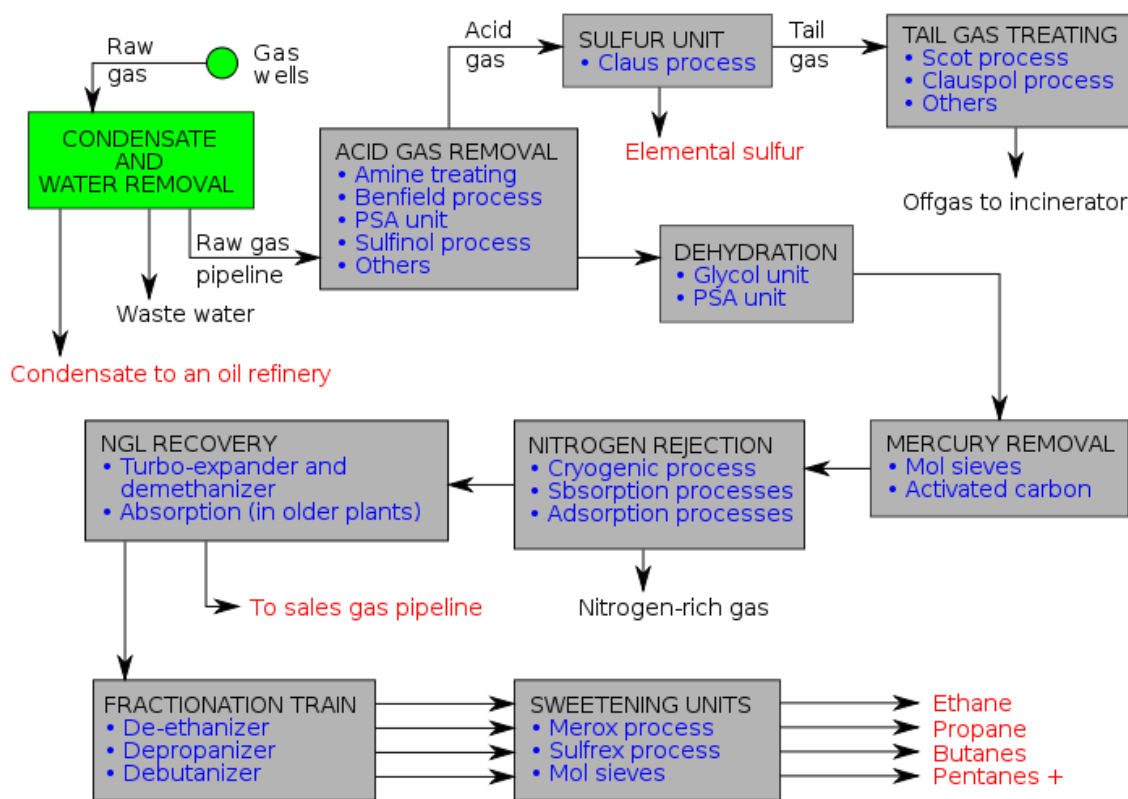 Raw
gas
Gas
wells
CONDENSATE
AND
WATER REMOVAL
Raw gas
pipeline
Waste water
Condensate to an oil refinery
ACID GAS REMOVAL
• Amine treating
• Benfield process
• PSA unit
• Sulfinol process
• Others
Acid
gas
SULFUR UNIT
• Claus process
Elemental sulfur
Tail
gas
TAIL GAS TREATING
• Scot process
• Clauspol process
• Others
Offgas to incinerator
DEHYDRATION
• Glycol unit
• PSA unit
MERCURY REMOVAL
• Mol sieves
• Activated carbon
NITROGEN REJECTION
• Cryogenic process
• Sbsorption processes
• Adsorption processes
Nitrogen-rich gas
NGL RECOVERY
• Turbo-expander and
demethanizer
• Absorption (in older plants)
To sales gas pipeline
FRACTIONATION TRAIN
• De-ethanizer
• Depropanizer
• Debutanizer
SWEETENING UNITS
• Merox process
• Sulfrex process
• Mol sieves
Ethane
Propane
Butanes
Pentanes +